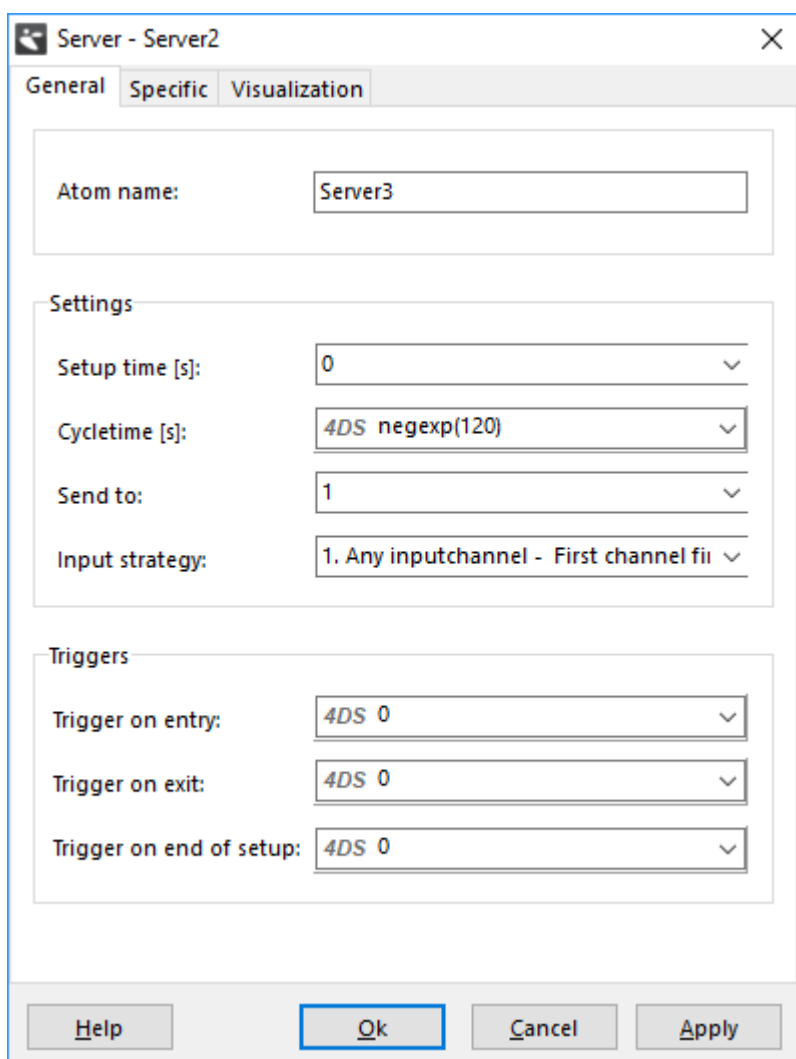 Server - Server2
General Specific Visualization
Atom name: Server3
Settings
Setup time [s]: 0
Cycletime [s]: 4DS negexp(120)
Send to: 1
Input strategy: 1. Any inputchannel - First channel fir
Triggers
Trigger on entry: 4DS 0
Trigger on exit: 4DS 0
Trigger on end of setup: 4DS 0
Help Ok Cancel Apply